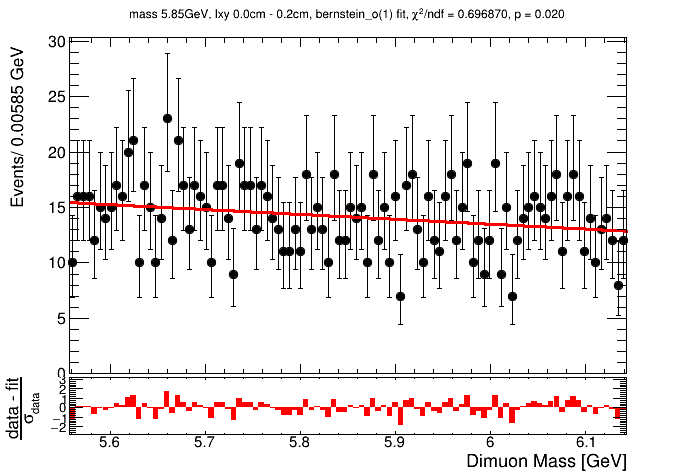 mass 5.85GeV, lxy 0.0cm - 0.2cm, bernstein_o(1) fit, χ²/ndf = 0.696870, p = 0.020
Events/ 0.00585 GeV
30
25
20
15
10
5
0
data - fit
σdata
3
2
1
0
−1
−2
5.6 5.7 5.8 5.9 6 6.1
Dimuon Mass [GeV]